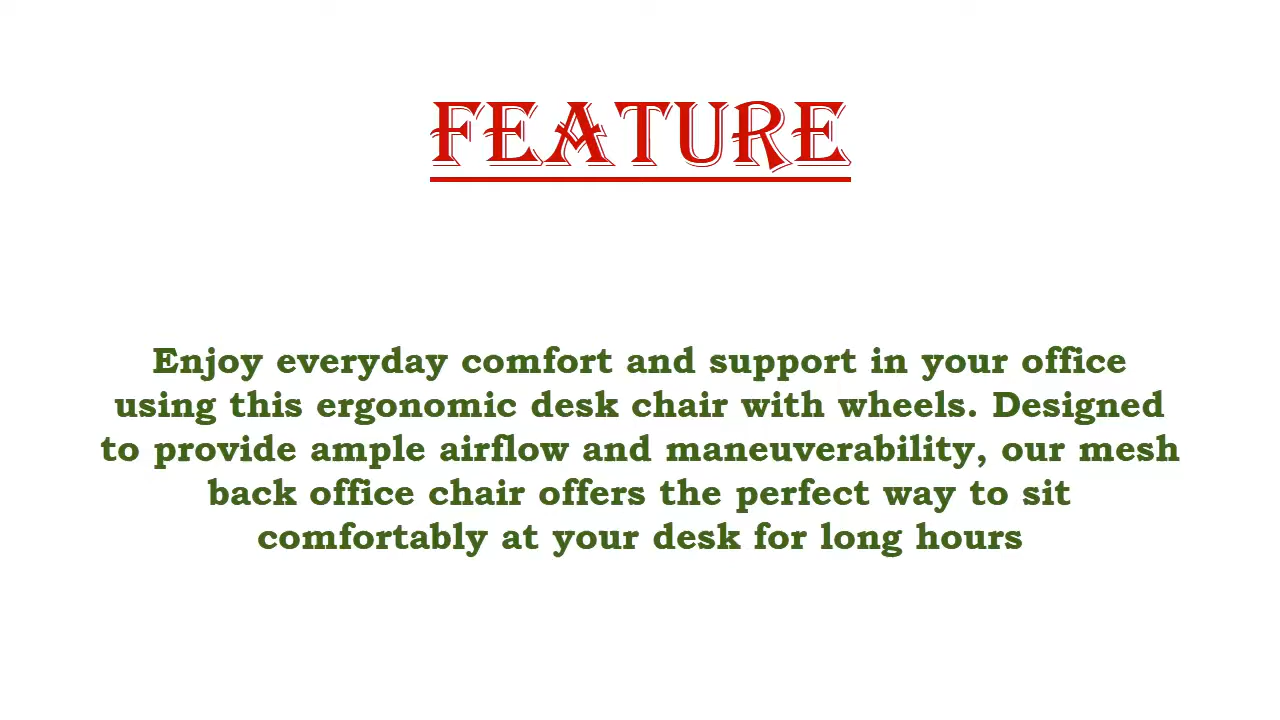 FEATURE
Enjoy everyday comfort and support in your office
using this ergonomic desk chair with wheels. Designed
to provide ample airflow and maneuverability, our mesh
back office chair offers the perfect way to sit
comfortably at your desk for long hours